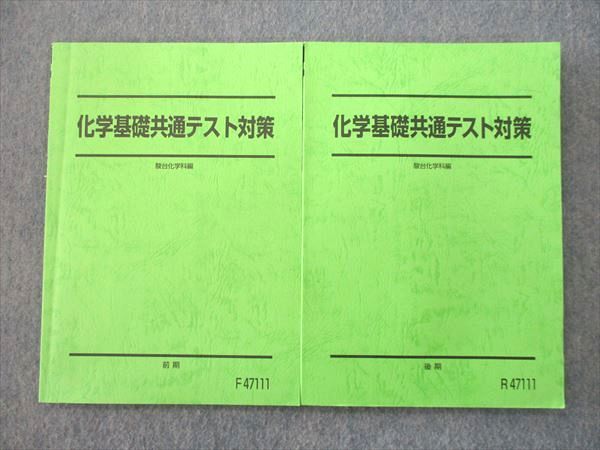 化学基礎共通テスト対策
駿台化学科編
前期
F47111
化学基礎共通テスト対策
駿台化学科編
後期
R47111